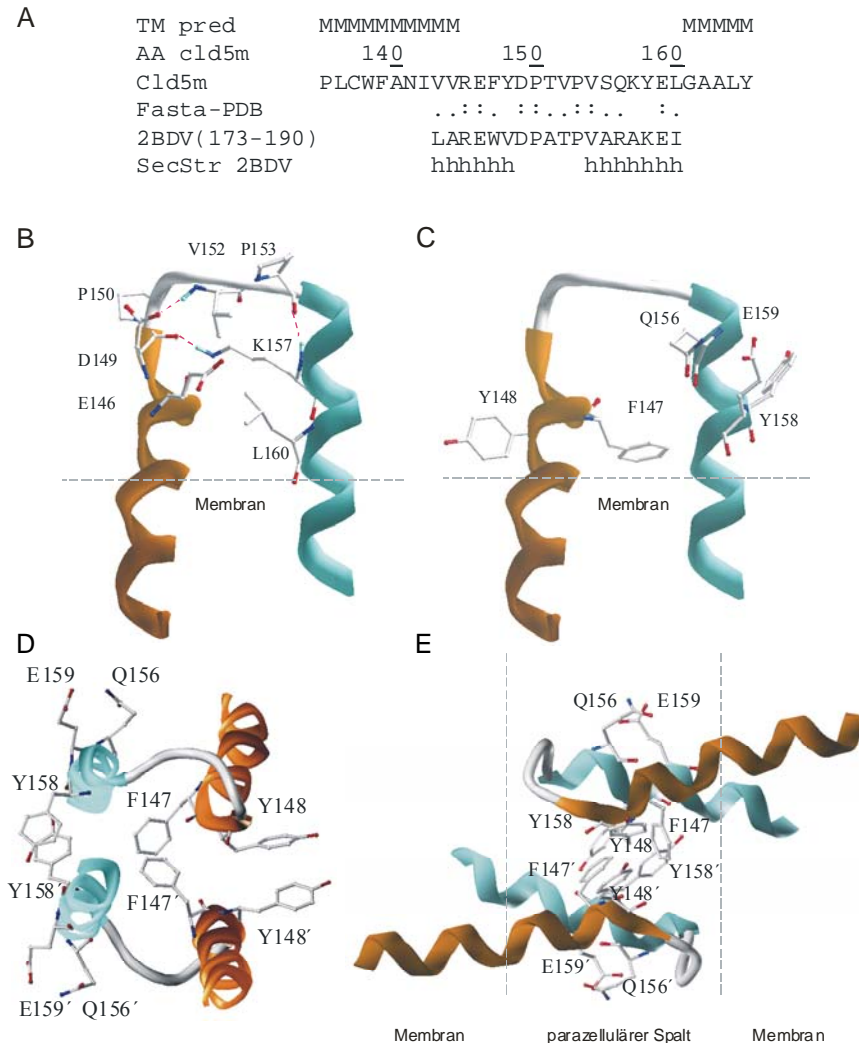 A
TM pred MMMMMMMMMM MMMMM
AA cld5m 140 150 160
Cld5m PLCWFANIVVREFYDPTVPVSQKYELGAALY
Fasta-PDB ..::. ::. ::.. :.
2BDV(173-190) LAREWVDPATPVARAKEI
SecStr 2BDV hhhhhh hhhhhhh
B
V152 P153
P150
D149
K157
E146
L160
Membran
C
Q156 E159
Y148
F147
Y158
Membran
D
E159 Q156
Y158
F147
Y148
Y158´
F147´
Y148´
E159´ Q156´
E
Q156 E159
Y158
Y148
F147
F147´
Y158´
Y148´
E159´
Q156´
Membran parazellulärer Spalt Membran